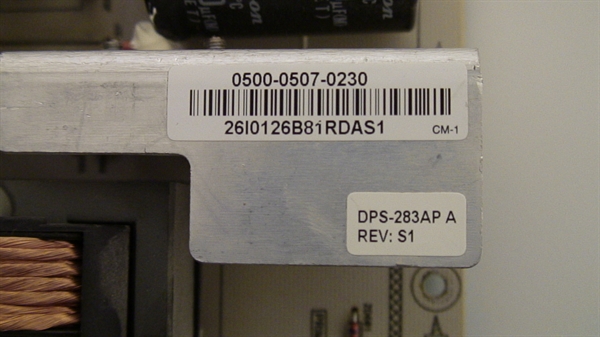 0500-0507-0230
26I0126B81RDAS1
CM-1
DPS-283AP A
REV: S1